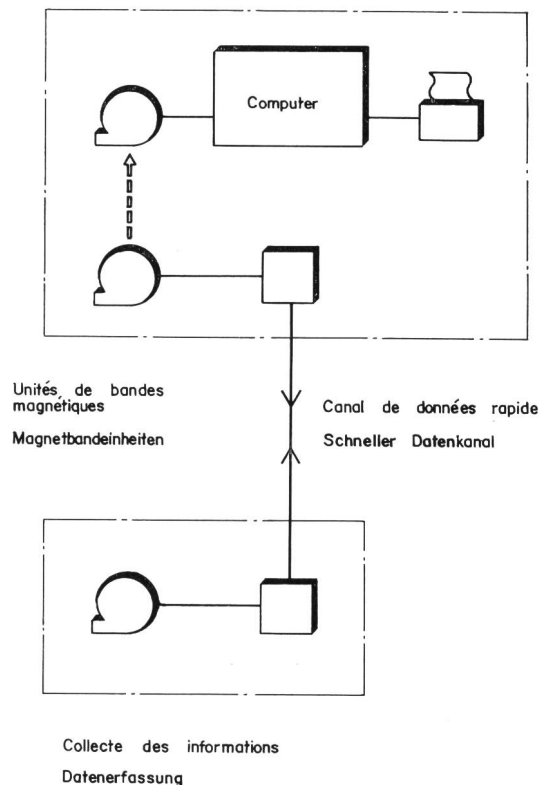 Computer
Unités de bandes
magnétiques
Magnetbandeinheiten
Canal de données rapide
Schneller Datenkanal
Collecte des informations
Datenerfassung